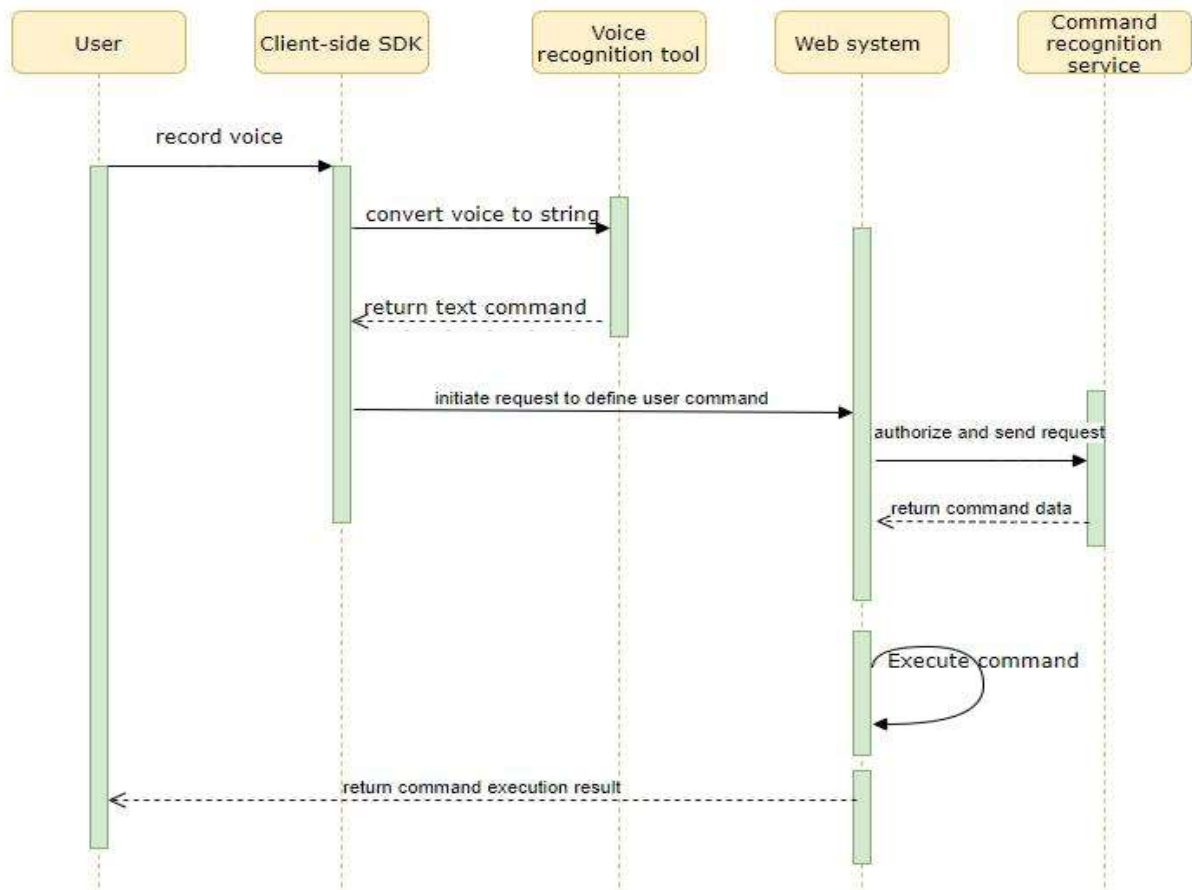 User
Client-side SDK
Voice
recognition tool
Web system
Command
recognition
service
record voice
convert voice to string
return text command
initiate request to define user command
authorize and send request
return command data
Execute command
return command execution result